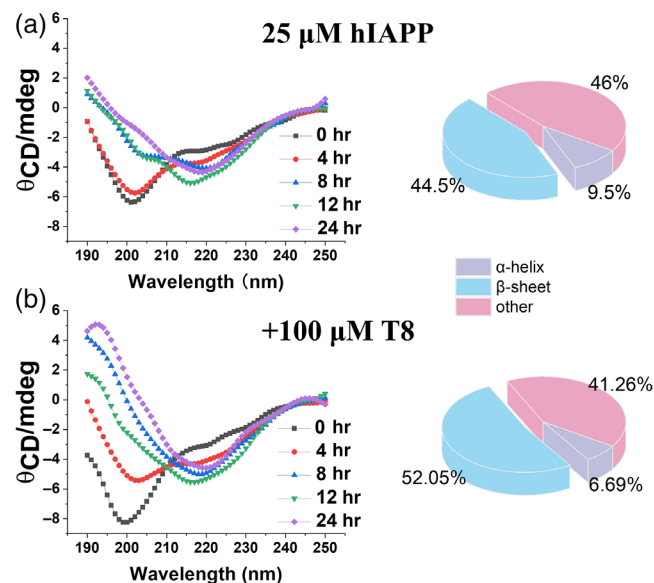 (a)
25 μM hIAPP
θCD/mdeg
6
4
2
0
-2
-4
-6
-8
190 200 210 220 230 240 250
Wavelength (nm)
0 hr
4 hr
8 hr
12 hr
24 hr
46%
44.5%
9.5%
α-helix
β-sheet
other
(b)
+100 μM T8
θCD/mdeg
6
4
2
0
-2
-4
-6
-8
190 200 210 220 230 240 250
Wavelength (nm)
0 hr
4 hr
8 hr
12 hr
24 hr
41.26%
52.05%
6.69%